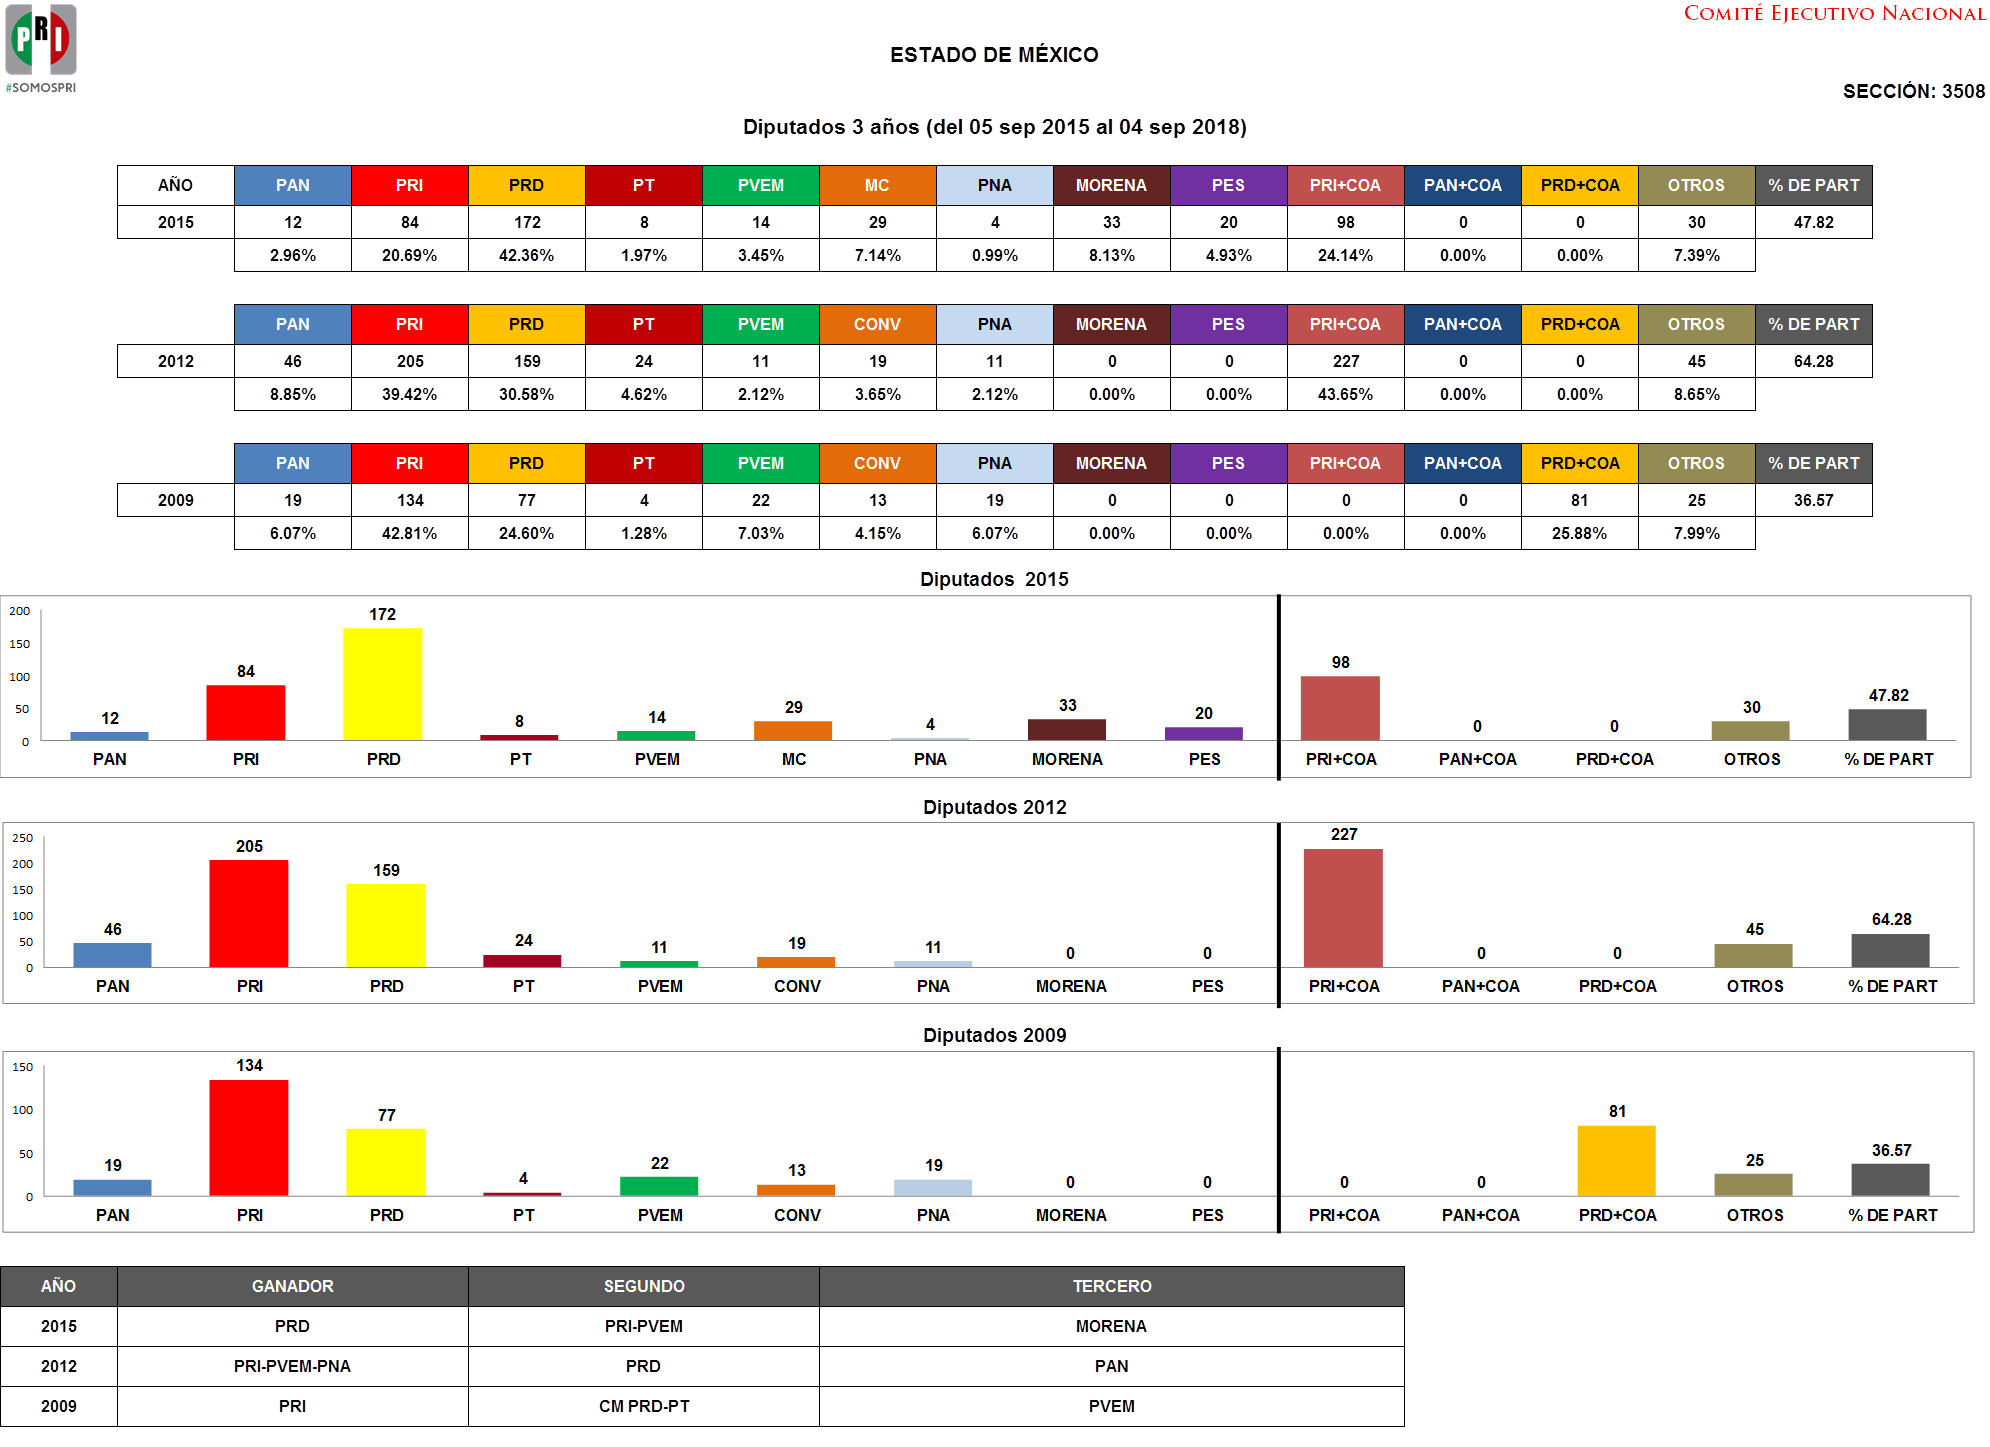 PRI
#SOMOSPRI
COMITÉ EJECUTIVO NACIONAL
ESTADO DE MÉXICO
SECCIÓN: 3508
Diputados 3 años (del 05 sep 2015 al 04 sep 2018)
AÑO PAN PRI PRD PT PVEM MC PNA MORENA PES PRI+COA PAN+COA PRD+COA OTROS % DE PART
2015 12 84 172 8 14 29 4 33 20 98 0 0 30 47.82
2.96% 20.69% 42.36% 1.97% 3.45% 7.14% 0.99% 8.13% 4.93% 24.14% 0.00% 0.00% 7.39%
PAN PRI PRD PT PVEM CONV PNA MORENA PES PRI+COA PAN+COA PRD+COA OTROS % DE PART
2012 46 205 159 24 11 19 11 0 0 227 0 0 45 64.28
8.85% 39.42% 30.58% 4.62% 2.12% 3.65% 2.12% 0.00% 0.00% 43.65% 0.00% 0.00% 8.65%
PAN PRI PRD PT PVEM CONV PNA MORENA PES PRI+COA PAN+COA PRD+COA OTROS % DE PART
2009 19 134 77 4 22 13 19 0 0 0 0 81 25 36.57
6.07% 42.81% 24.60% 1.28% 7.03% 4.15% 6.07% 0.00% 0.00% 0.00% 0.00% 25.88% 7.99%
Diputados 2015
200
150
100
50
0
12 84 172 8 14 29 4 33 20 98 0 0 30 47.82
PAN PRI PRD PT PVEM MC PNA MORENA PES PRI+COA PAN+COA PRD+COA OTROS % DE PART
Diputados 2012
250
200
150
100
50
0
46 205 159 24 11 19 11 0 0 227 0 0 45 64.28
PAN PRI PRD PT PVEM CONV PNA MORENA PES PRI+COA PAN+COA PRD+COA OTROS % DE PART
Diputados 2009
150
100
50
0
19 134 77 4 22 13 19 0 0 0 0 81 25 36.57
PAN PRI PRD PT PVEM CONV PNA MORENA PES PRI+COA PAN+COA PRD+COA OTROS % DE PART
AÑO GANADOR SEGUNDO TERCERO
2015 PRD PRI-PVEM MORENA
2012 PRI-PVEM-PNA PRD PAN
2009 PRI CM PRD-PT PVEM